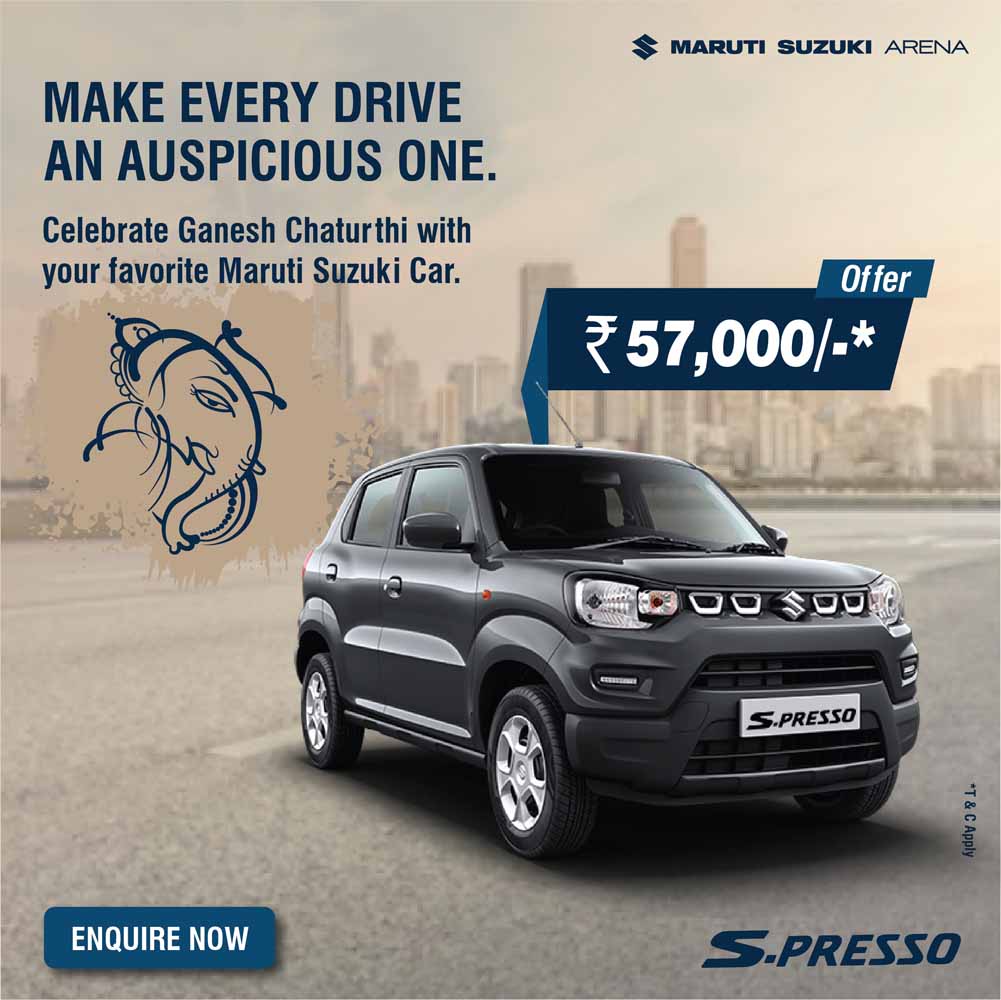 MARUTI SUZUKI ARENA
MAKE EVERY DRIVE
AN AUSPICIOUS ONE.
Celebrate Ganesh Chaturthi with
your favorite Maruti Suzuki Car.
Offer
₹57,000/-*
S.PRESSO
*T & C Apply
ENQUIRE NOW
S.PRESSO